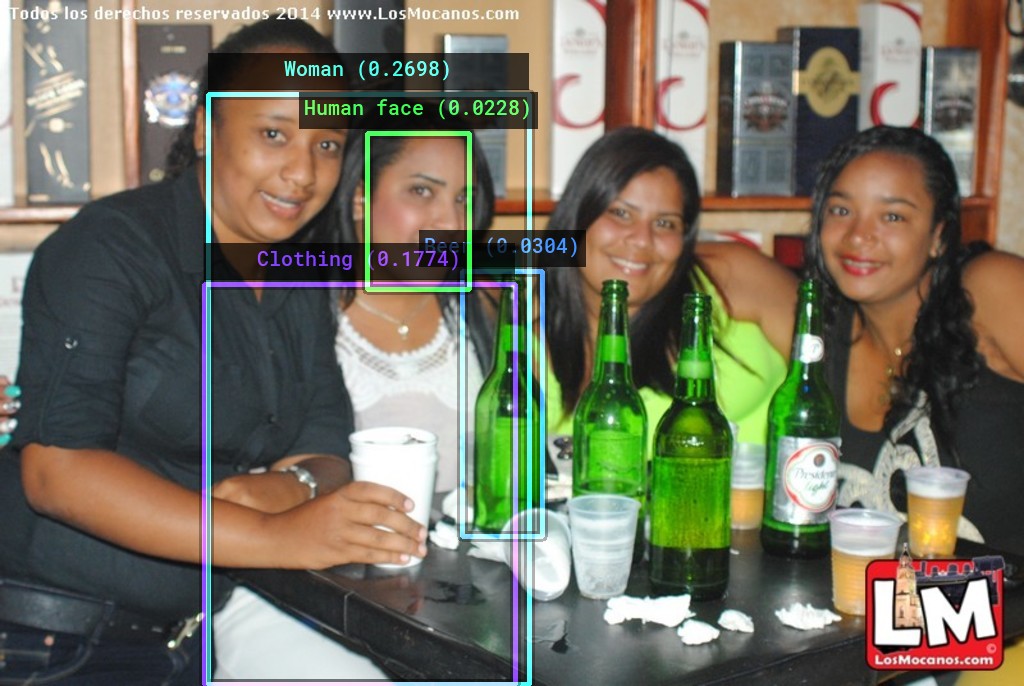 Todos los derechos reservados 2014 www.LosMocanos.com
Woman (0.2698)
Human face (0.0228)
Beer (0.0304)
Clothing (0.1774)
Presidente
light
LM
LosMocanos.com